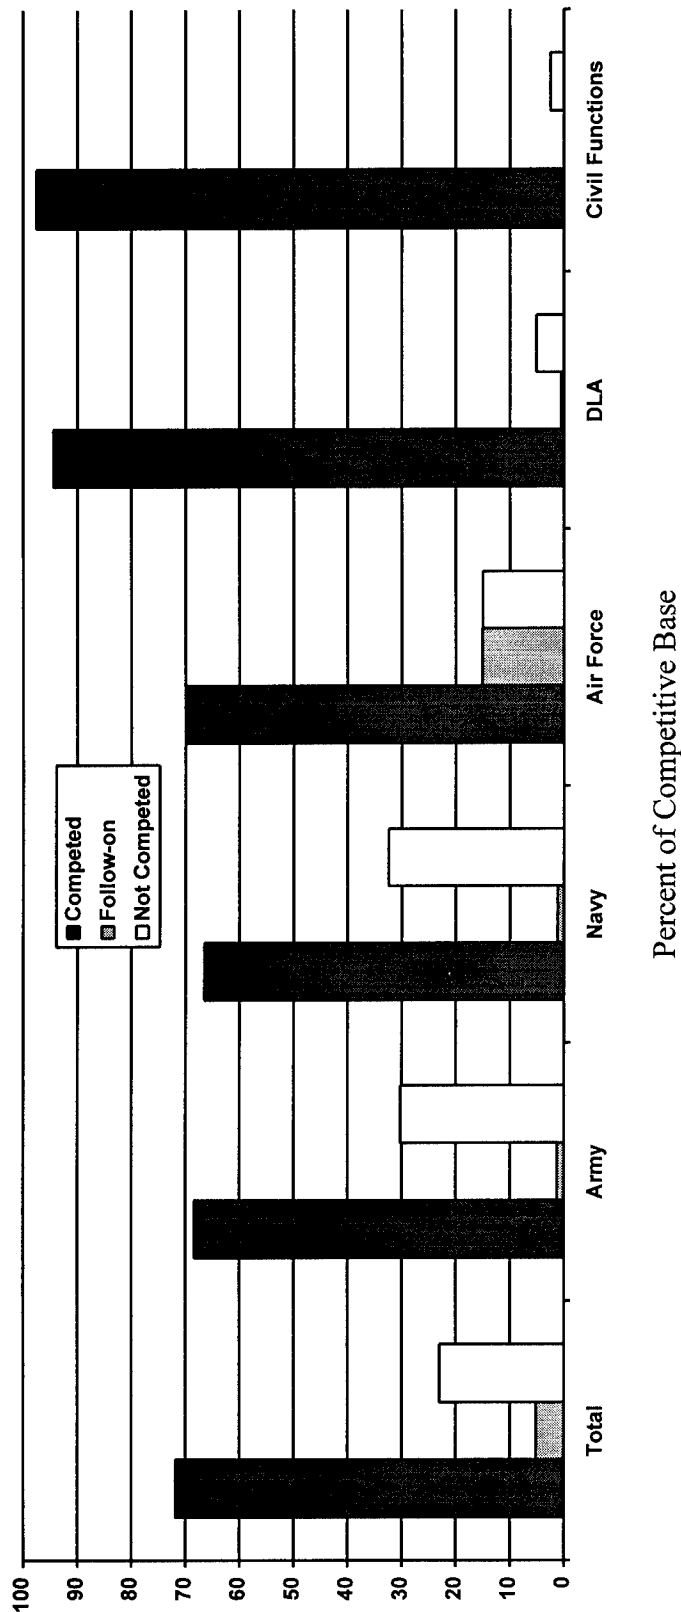 100
90
80
70
60
50
40
30
20
10
0
Competed
Follow-on
Not Competed
Total
Army
Navy
Air Force
DLA
Civil Functions
Percent of Competitive Base